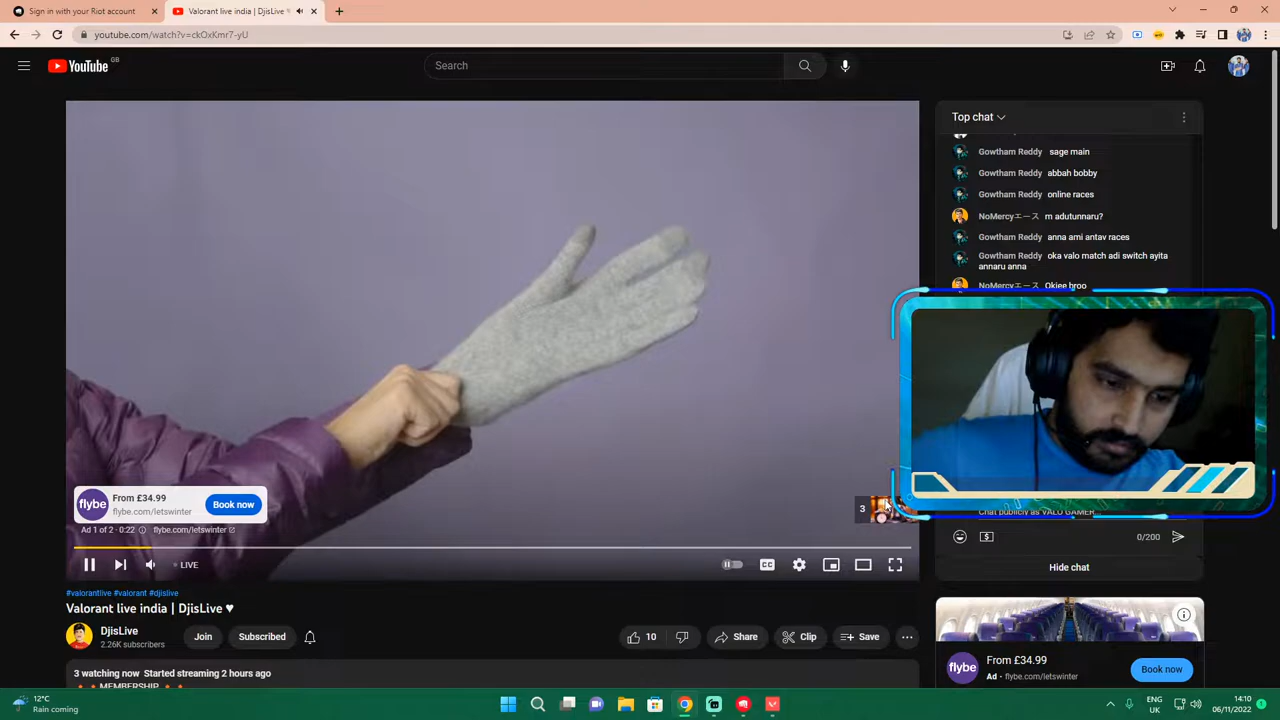 Sign in with your Riot account
Valorant live india | DjisLive ♥
youtube.com/watch?v=ckOxKmr7-yU
YouTube GB
Search
Top chat
Gowtham Reddy sage main
Gowtham Reddy abbah bobby
Gowtham Reddy online races
NoMercyエース m adutunnaru?
Gowtham Reddy anna ami antav races
Gowtham Reddy oka valo match adi switch ayita
annaru anna
NoMercyエース Okiee broo
flybe
From £34.99
flybe.com/letswinter
Book now
Ad 1 of 2 · 0:22 flybe.com/letswinter
3
Chat publicly as VALO GAMER...
0/200
LIVE
CC
Hide chat
#valorantlive #valorant #djislive
Valorant live india | DjisLive ♥
DjisLive
2.26K subscribers
Join
Subscribed
10
Share
Clip
Save
3 watching now Started streaming 2 hours ago
MEMBERSHIP
flybe
From £34.99
Ad · flybe.com/letswinter
Book now
12°C
Rain coming
ENG
UK
14:10
06/11/2022
1